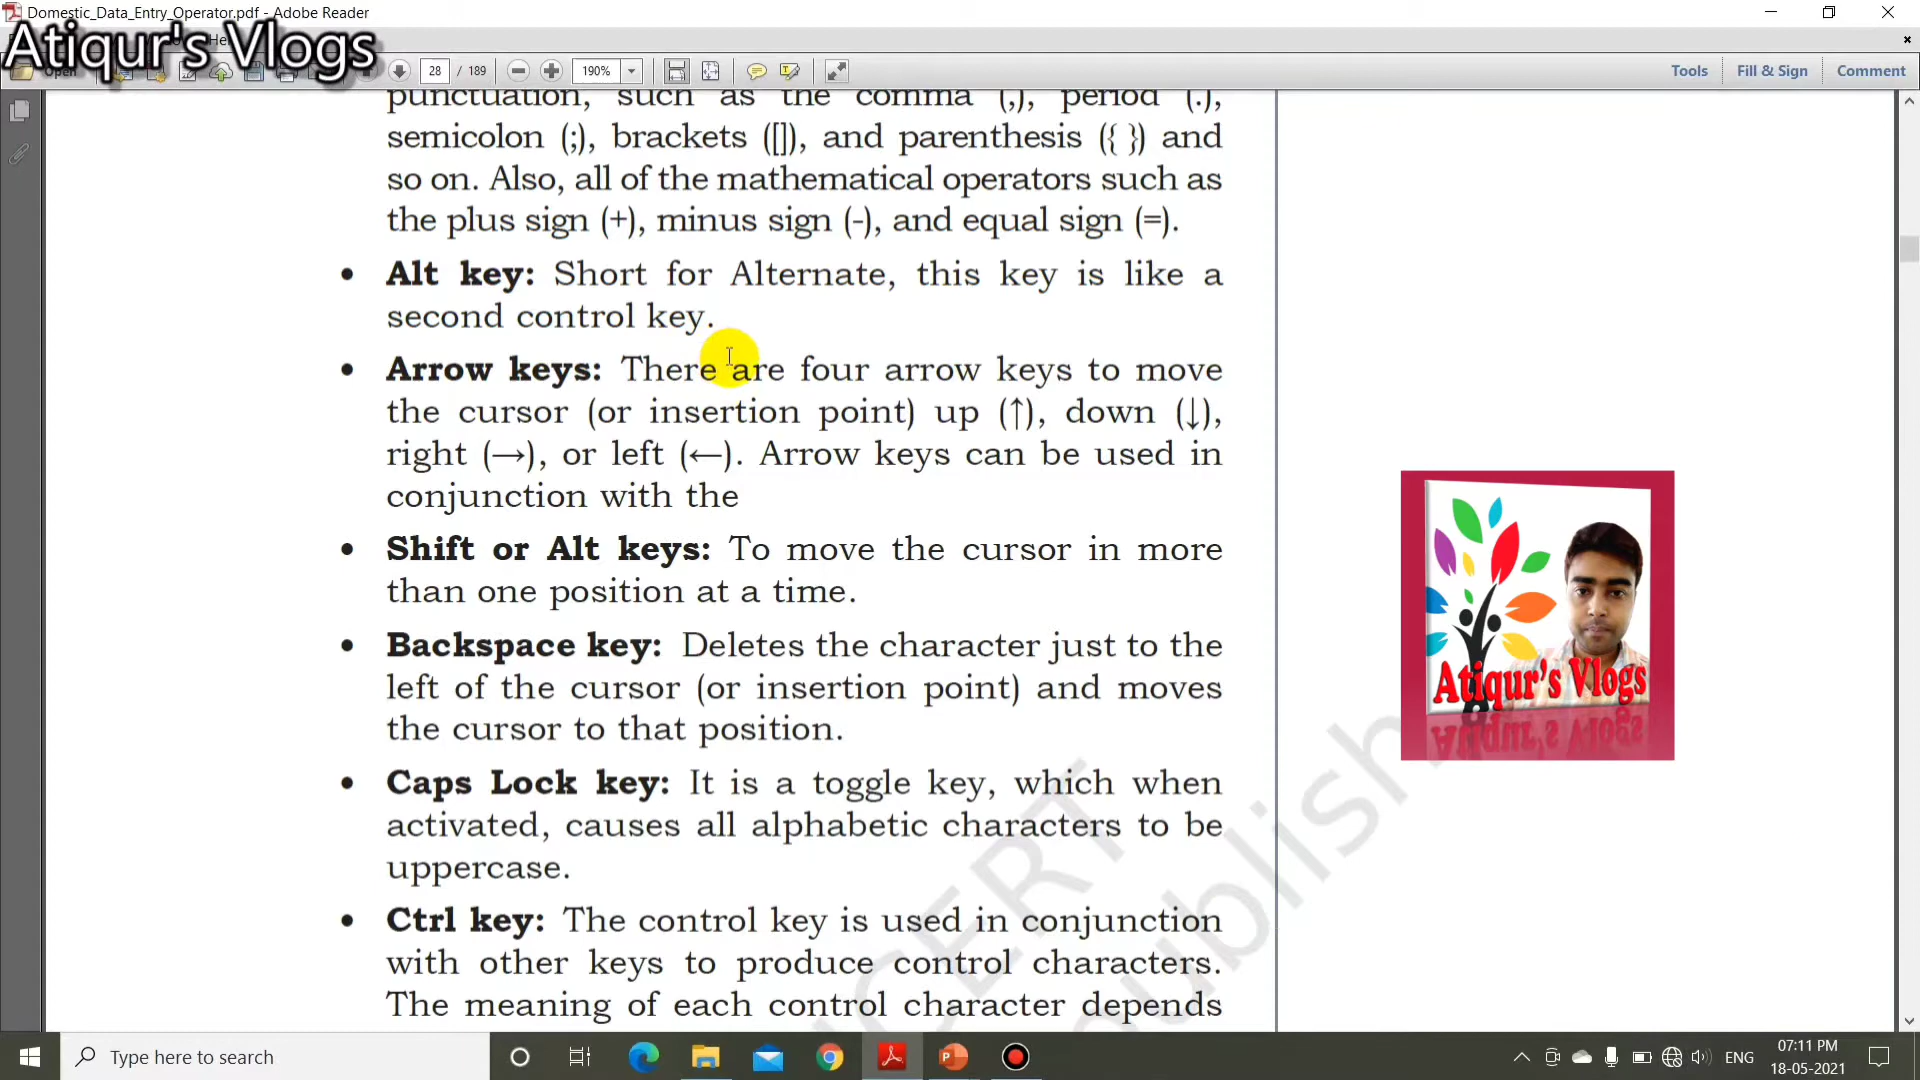 Domestic_Data_Entry_Operator.pdf - Adobe Reader
Atiqur's Vlogs
Open
28 / 189
190%
Tools
Fill & Sign
Comment
punctuation, such as the comma (,), period (.),
semicolon (;), brackets ([]), and parenthesis ({ }) and
so on. Also, all of the mathematical operators such as
the plus sign (+), minus sign (-), and equal sign (=).
• Alt key: Short for Alternate, this key is like a
second control key.
• Arrow keys: There are four arrow keys to move
the cursor (or insertion point) up (↑), down (↓),
right (→), or left (←). Arrow keys can be used in
conjunction with the
• Shift or Alt keys: To move the cursor in more
than one position at a time.
• Backspace key: Deletes the character just to the
left of the cursor (or insertion point) and moves
the cursor to that position.
• Caps Lock key: It is a toggle key, which when
activated, causes all alphabetic characters to be
uppercase.
• Ctrl key: The control key is used in conjunction
with other keys to produce control characters.
The meaning of each control character depends
Atiqur's Vlogs
Type here to search
ENG
07:11 PM
18-05-2021